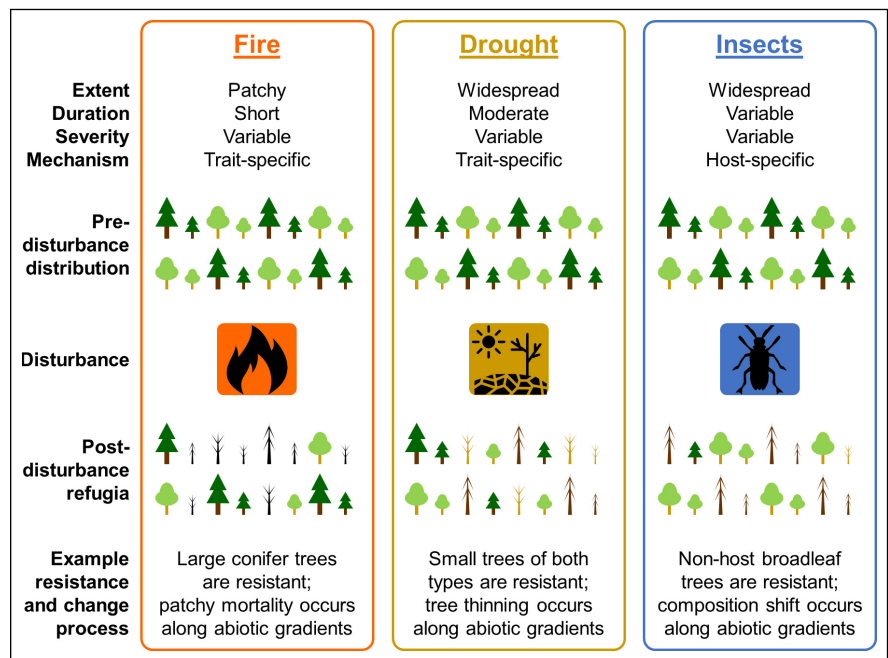 Fire
Drought
Insects
Extent
Patchy
Widespread
Widespread
Duration
Short
Moderate
Variable
Severity
Variable
Variable
Variable
Mechanism
Trait-specific
Trait-specific
Host-specific
Pre-
disturbance
distribution
Disturbance
Post-
disturbance
refugia
Example
resistance
and change
process
Large conifer trees
are resistant;
patchy mortality occurs
along abiotic gradients
Small trees of both
types are resistant;
tree thinning occurs
along abiotic gradients
Non-host broadleaf
trees are resistant;
composition shift occurs
along abiotic gradients